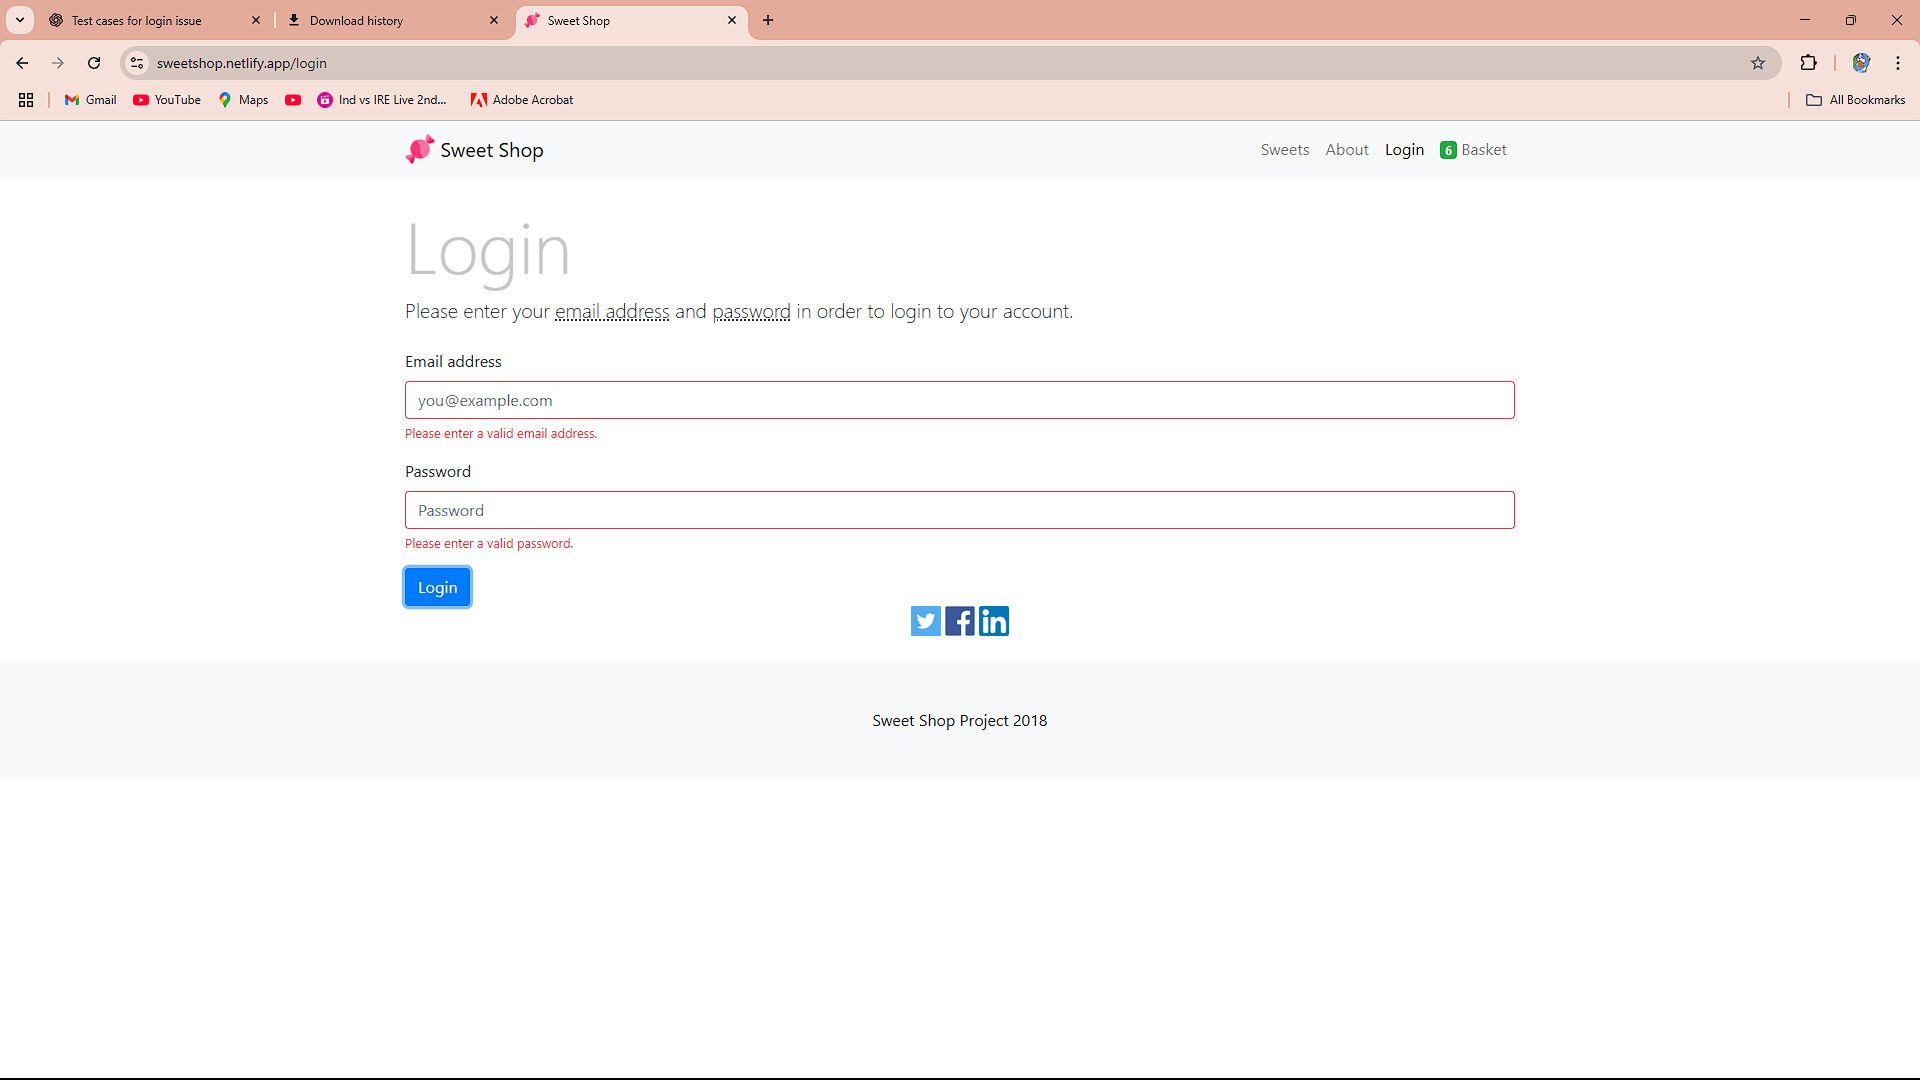 Test cases for login issue
Download history
Sweet Shop
sweetshop.netlify.app/login
Gmail
YouTube
Maps
Ind vs IRE Live 2nd...
Adobe Acrobat
All Bookmarks
Sweet Shop
Sweets
About
Login
6 Basket
Login
Please enter your email address and password in order to login to your account.
Email address
you@example.com
Please enter a valid email address.
Password
Password
Please enter a valid password.
Login
Sweet Shop Project 2018